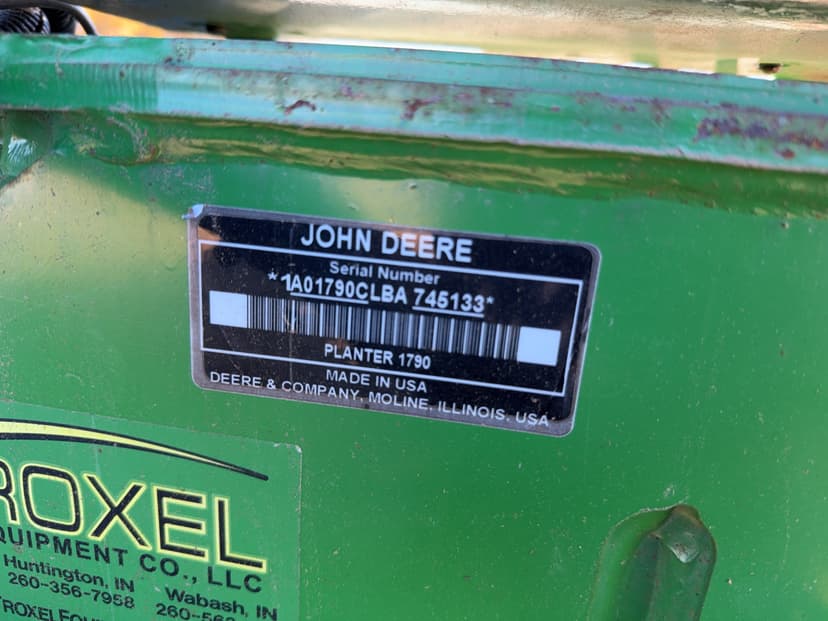 JOHN DEERE
Serial Number
*1A01790CLBA 745133*
PLANTER 1790
MADE IN USA
DEERE & COMPANY, MOLINE, ILLINOIS, USA
ROXEL
QUIPMENT CO., LLC
Huntington, IN
260-356-7958
Wabash, IN